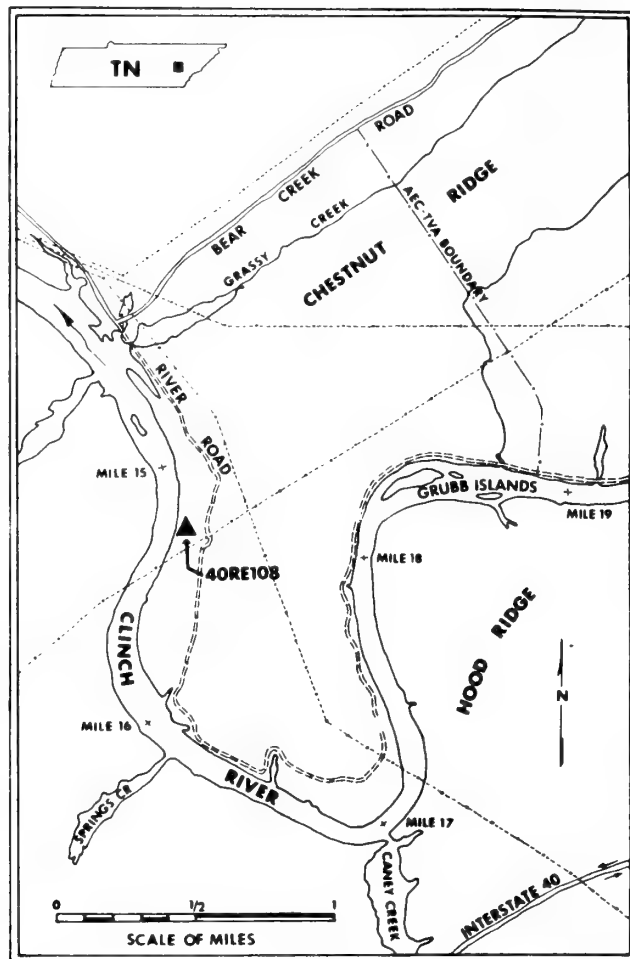 TN
BEAR CREEK ROAD
GRASSY CREEK
CHESTNUT RIDGE
AEC-TVA BOUNDARY
RIVER ROAD
MILE 15
GRUBB ISLANDS
MILE 19
40RE108
MILE 18
HOOD RIDGE
CLINCH RIVER
N
MILE 16
SPRINGS CR.
MILE 17
CANEY CREEK
INTERSTATE 40
0 1/2 1
SCALE OF MILES